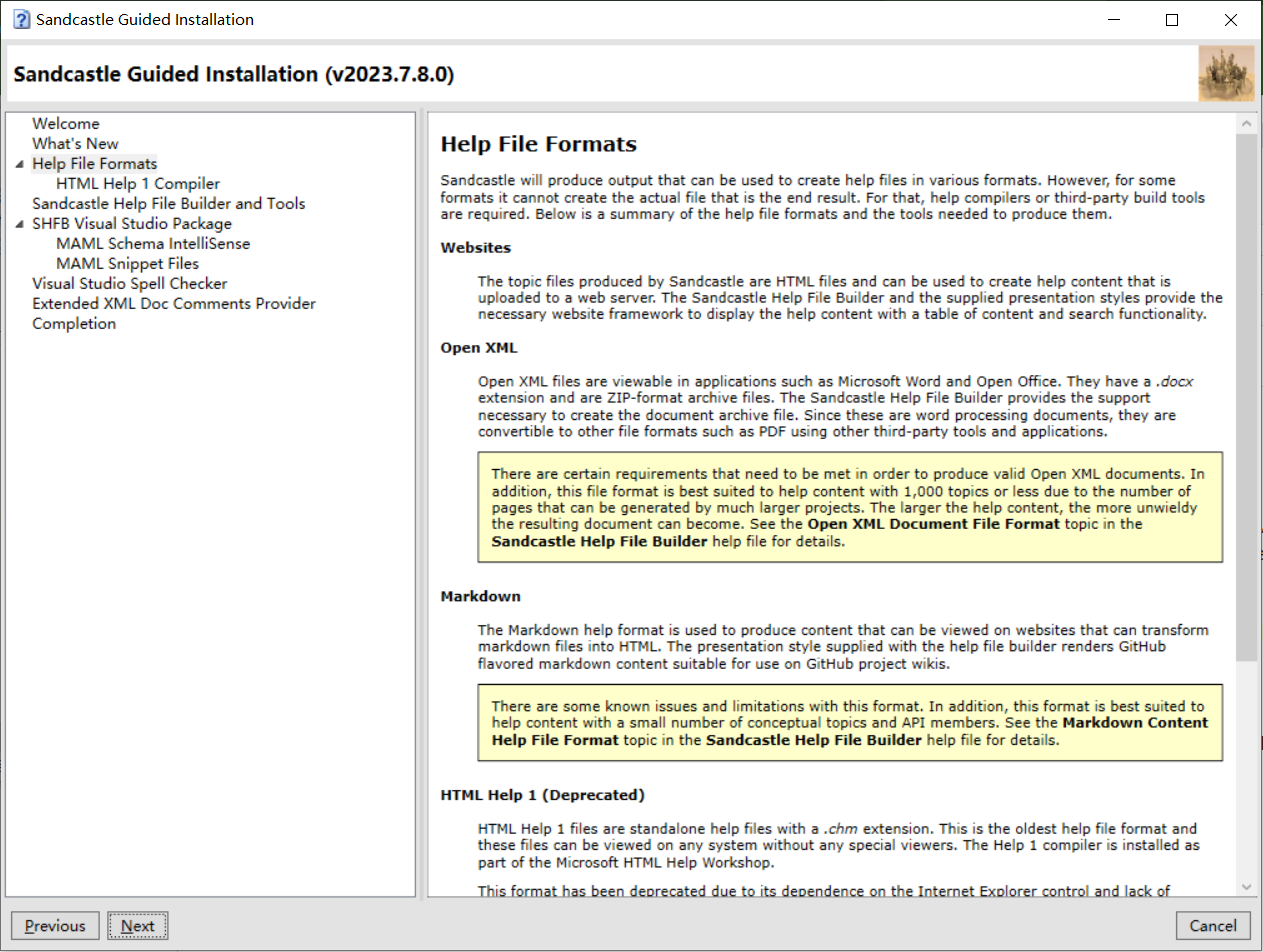 Sandcastle Guided Installation
Sandcastle Guided Installation (v2023.7.8.0)
Welcome
What's New
Help File Formats
HTML Help 1 Compiler
Sandcastle Help File Builder and Tools
SHFB Visual Studio Package
MAML Schema IntelliSense
MAML Snippet Files
Visual Studio Spell Checker
Extended XML Doc Comments Provider
Completion
Help File Formats
Sandcastle will produce output that can be used to create help files in various formats. However, for some
formats it cannot create the actual file that is the end result. For that, help compilers or third-party build tools
are required. Below is a summary of the help file formats and the tools needed to produce them.
Websites
The topic files produced by Sandcastle are HTML files and can be used to create help content that is
uploaded to a web server. The Sandcastle Help File Builder and the supplied presentation styles provide the
necessary website framework to display the help content with a table of content and search functionality.
Open XML
Open XML files are viewable in applications such as Microsoft Word and Open Office. They have a .docx
extension and are ZIP-format archive files. The Sandcastle Help File Builder provides the support
necessary to create the document archive file. Since these are word processing documents, they are
convertible to other file formats such as PDF using other third-party tools and applications.
There are certain requirements that need to be met in order to produce valid Open XML documents. In
addition, this file format is best suited to help content with 1,000 topics or less due to the number of
pages that can be generated by much larger projects. The larger the help content, the more unwieldy
the resulting document can become. See the Open XML Document File Format topic in the
Sandcastle Help File Builder help file for details.
Markdown
The Markdown help format is used to produce content that can be viewed on websites that can transform
markdown files into HTML. The presentation style supplied with the help file builder renders GitHub
flavored markdown content suitable for use on GitHub project wikis.
There are some known issues and limitations with this format. In addition, this format is best suited to
help content with a small number of conceptual topics and API members. See the Markdown Content
Help File Format topic in the Sandcastle Help File Builder help file for details.
HTML Help 1 (Deprecated)
HTML Help 1 files are standalone help files with a .chm extension. This is the oldest help file format and
these files can be viewed on any system without any special viewers. The Help 1 compiler is installed as
part of the Microsoft HTML Help Workshop.
This format has been deprecated due to its dependence on the Internet Explorer control and lack of
Previous
Next
Cancel